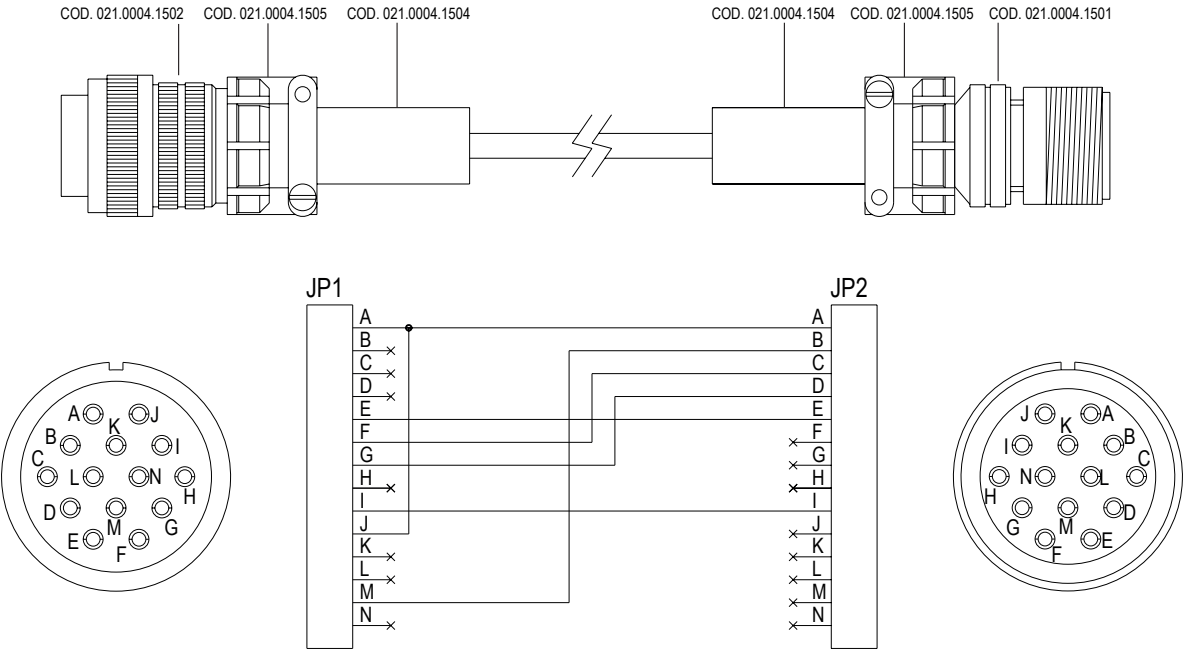 COD. 021.0004.1502 COD. 021.0004.1505 COD. 021.0004.1504 COD. 021.0004.1504 COD. 021.0004.1505 COD. 021.0004.1501
JP1 JP2
A A
B B
C C
D D
E E
F F
G G
H H
I I
J J
K K
L L
M M
N N
A J
K
B I
C
L N
H
D M G
E F
J A
K
I B
C
N L
H
G M D
F E